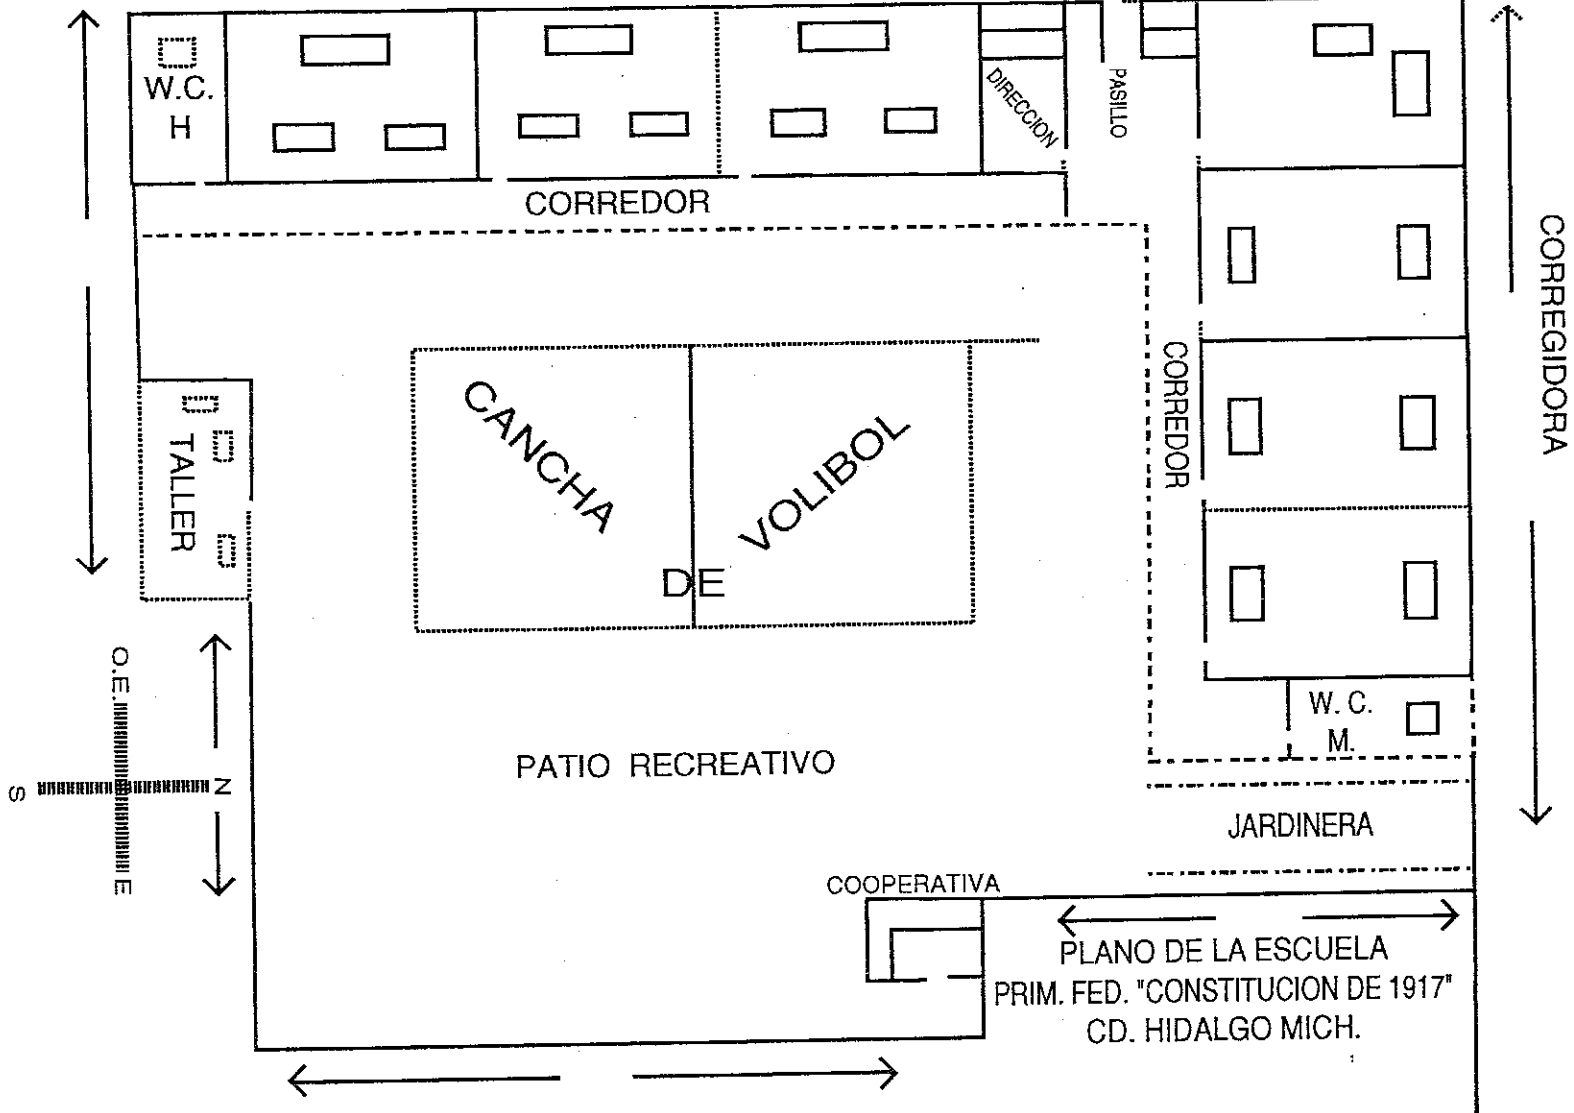 W.C.
H
DIRECCION
PASILLO
CORREDOR
CORREGIDORA
CORREDOR
TALLER
CANCHA
DE
VOLIBOL
O.E.
N
S
E
PATIO RECREATIVO
W. C.
M.
JARDINERA
COOPERATIVA
PLANO DE LA ESCUELA
PRIM. FED. "CONSTITUCION DE 1917"
CD. HIDALGO MICH.